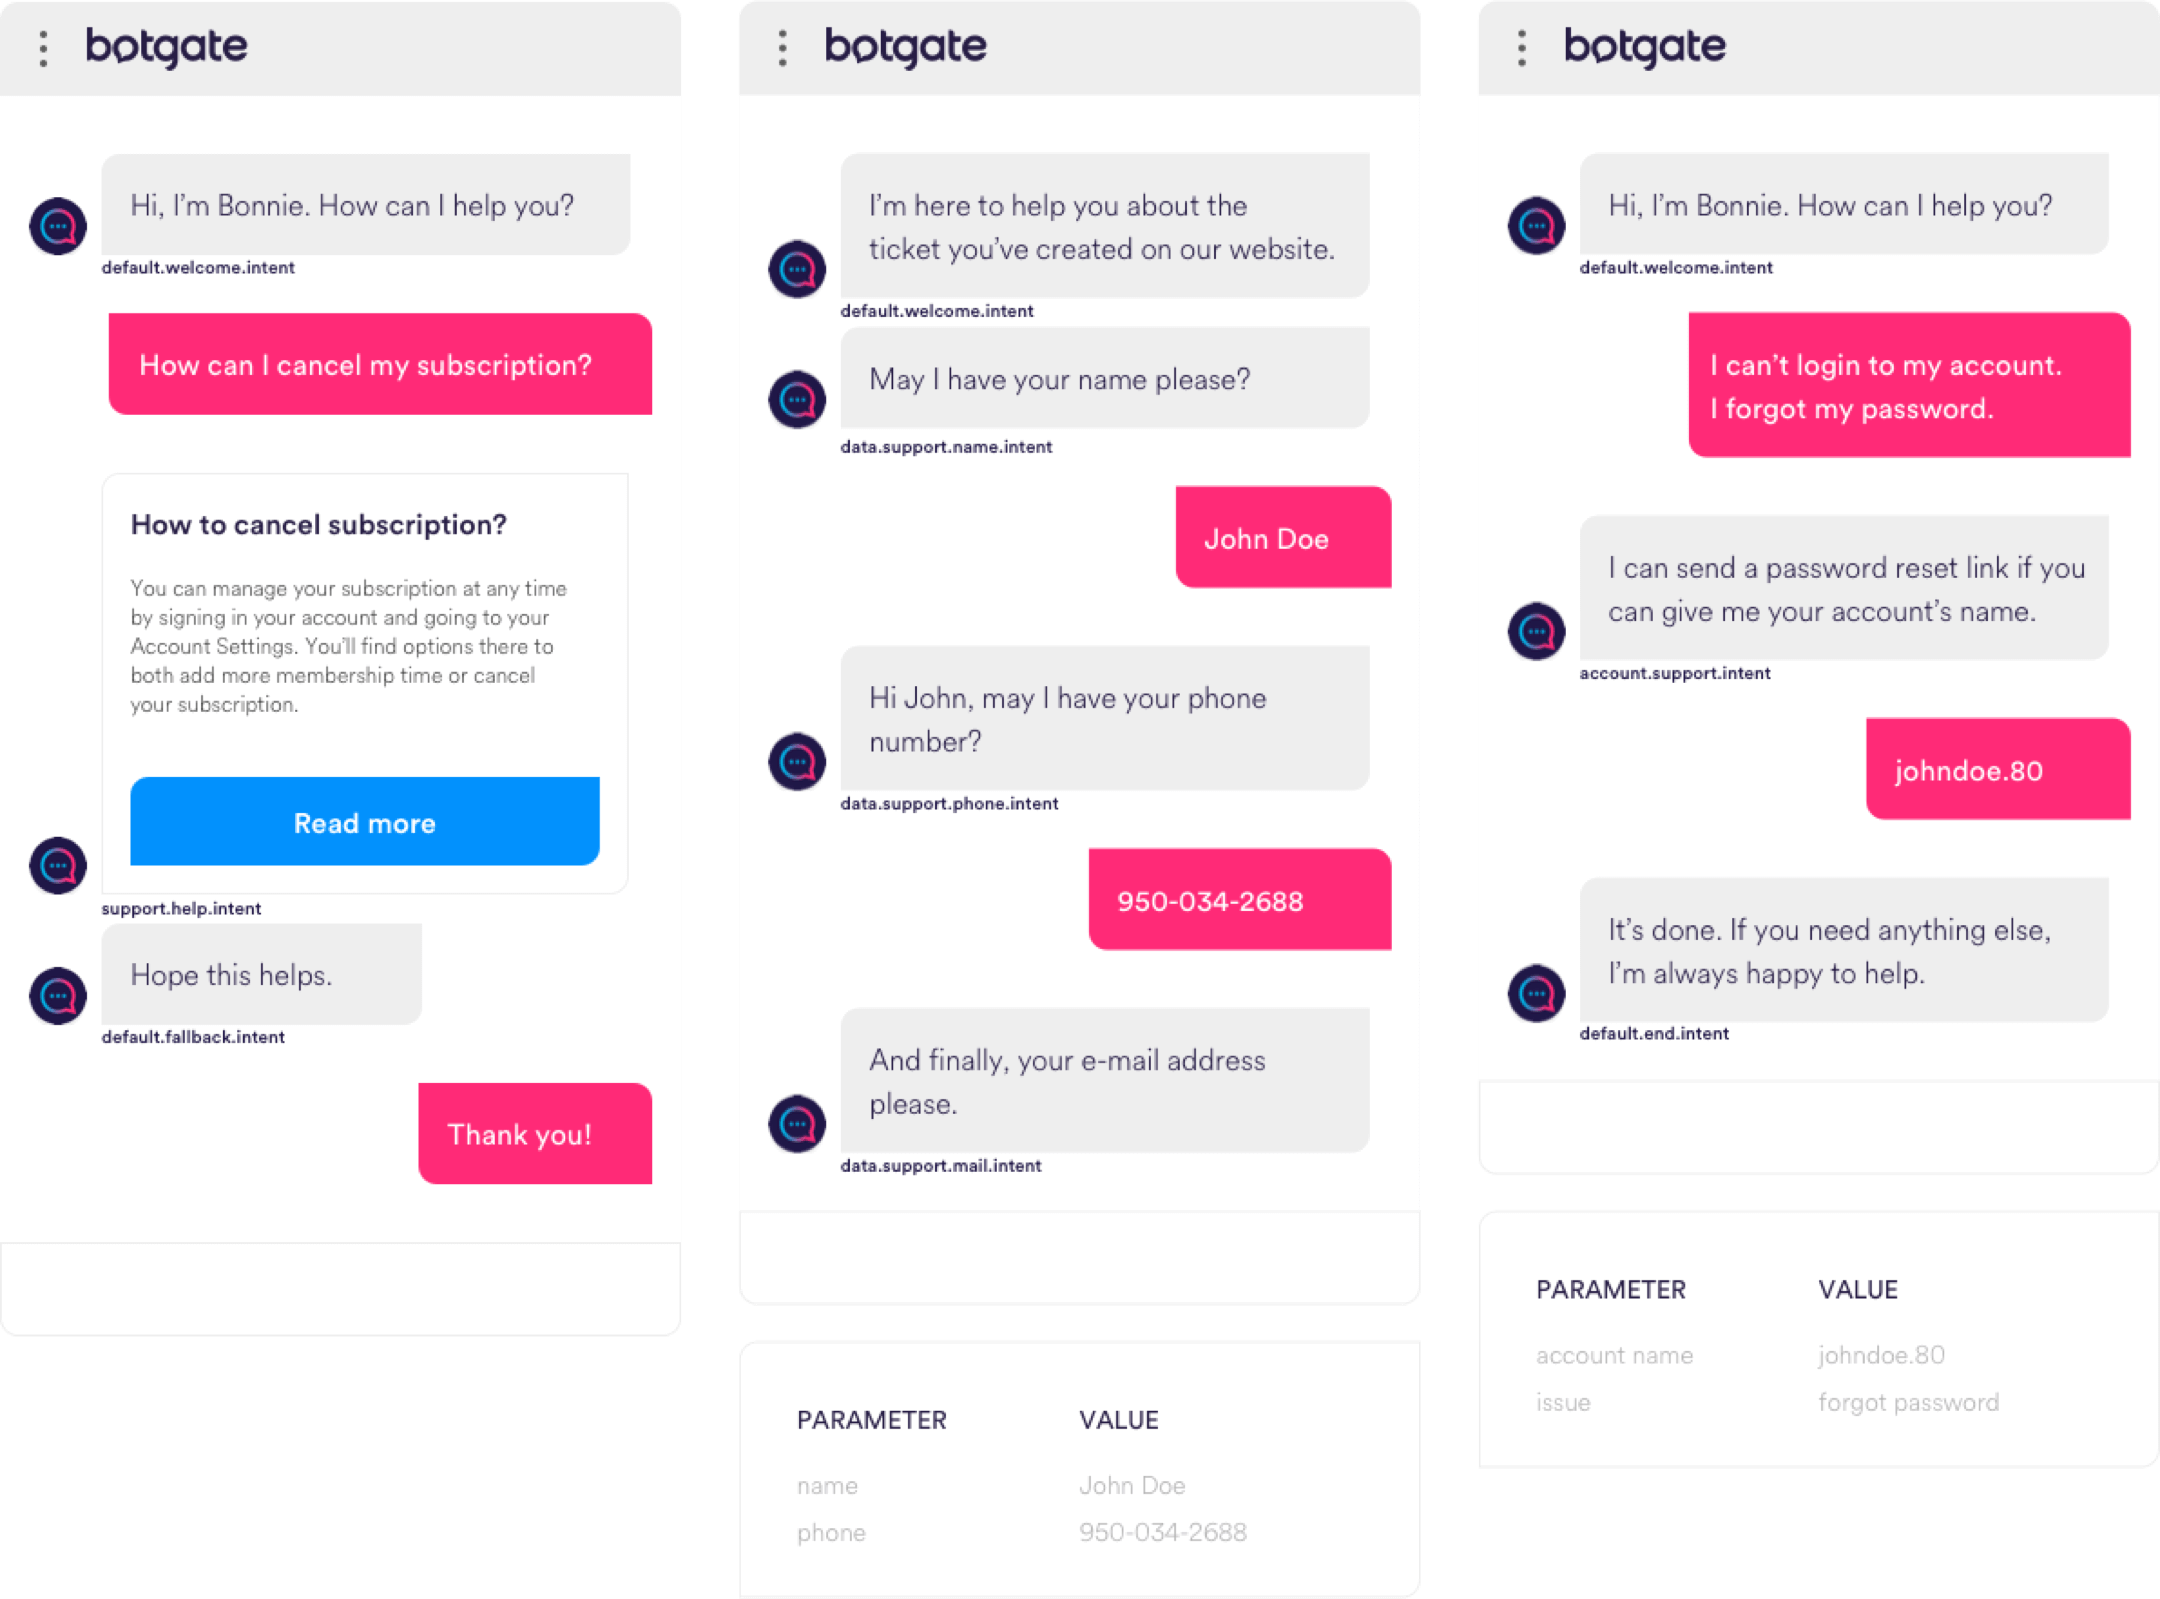 botgate
Hi, I’m Bonnie. How can I help you?
default.welcome.intent
How can I cancel my subscription?
How to cancel subscription?
You can manage your subscription at any time
by signing in your account and going to your
Account Settings. You’ll find options there to
both add more membership time or cancel
your subscription.
Read more
support.help.intent
Hope this helps.
default.fallback.intent
Thank you!
botgate
I’m here to help you about the
ticket you’ve created on our website.
default.welcome.intent
May I have your name please?
data.support.name.intent
John Doe
Hi John, may I have your phone
number?
data.support.phone.intent
950-034-2688
And finally, your e-mail address
please.
data.support.mail.intent
PARAMETER VALUE
name John Doe
phone 950-034-2688
botgate
Hi, I’m Bonnie. How can I help you?
default.welcome.intent
I can’t login to my account.
I forgot my password.
I can send a password reset link if you
can give me your account’s name.
account.support.intent
johndoe.80
It’s done. If you need anything else,
I’m always happy to help.
default.end.intent
PARAMETER VALUE
account name johndoe.80
issue forgot password